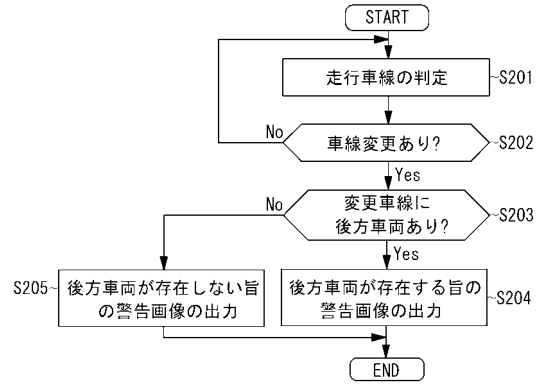 START
走行車線の判定
S201
No
車線変更あり?
S202
Yes
No
変更車線に
後方車両あり?
S203
Yes
S205
後方車両が存在しない旨
の警告画像の出力
後方車両が存在する旨の
警告画像の出力
S204
END